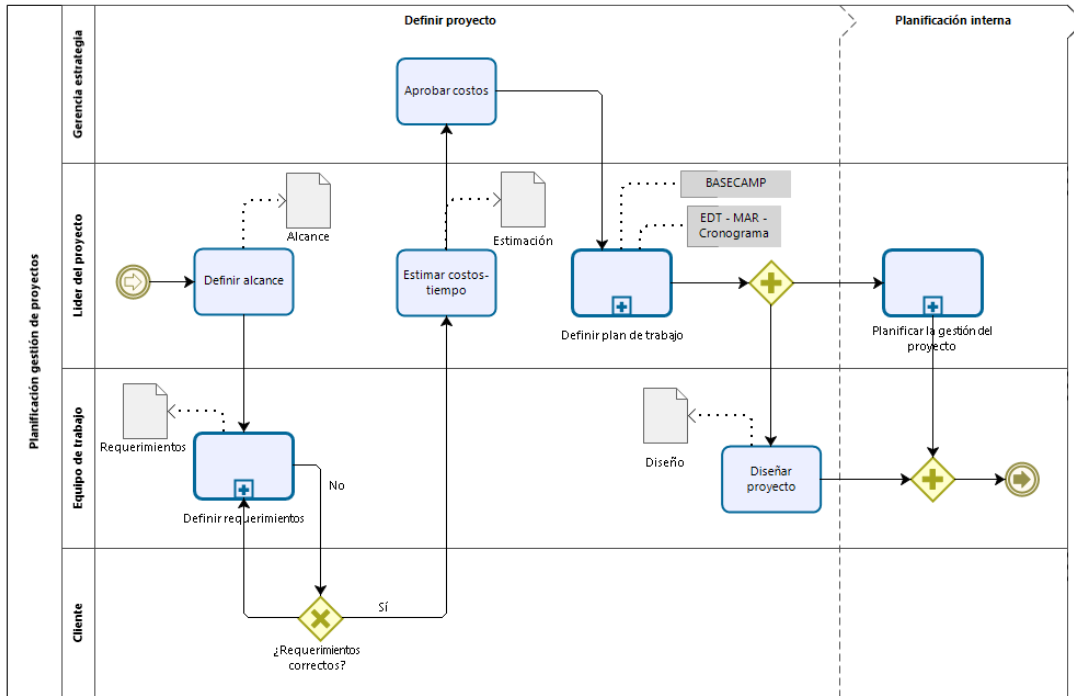 Planificación gestión de proyectos
Definir proyecto
Planificación interna
Gerencia estrategia
Aprobar costos
Líder del proyecto
Alcance
Definir alcance
Estimación
Estimar costos-
tiempo
BASECAMP
EDT - MAR -
Cronograma
Definir plan de trabajo
Planificar la gestión del
proyecto
Equipo de trabajo
Requerimientos
Definir requerimientos
No
Diseño
Diseñar
proyecto
Cliente
Sí
¿Requerimientos
correctos?